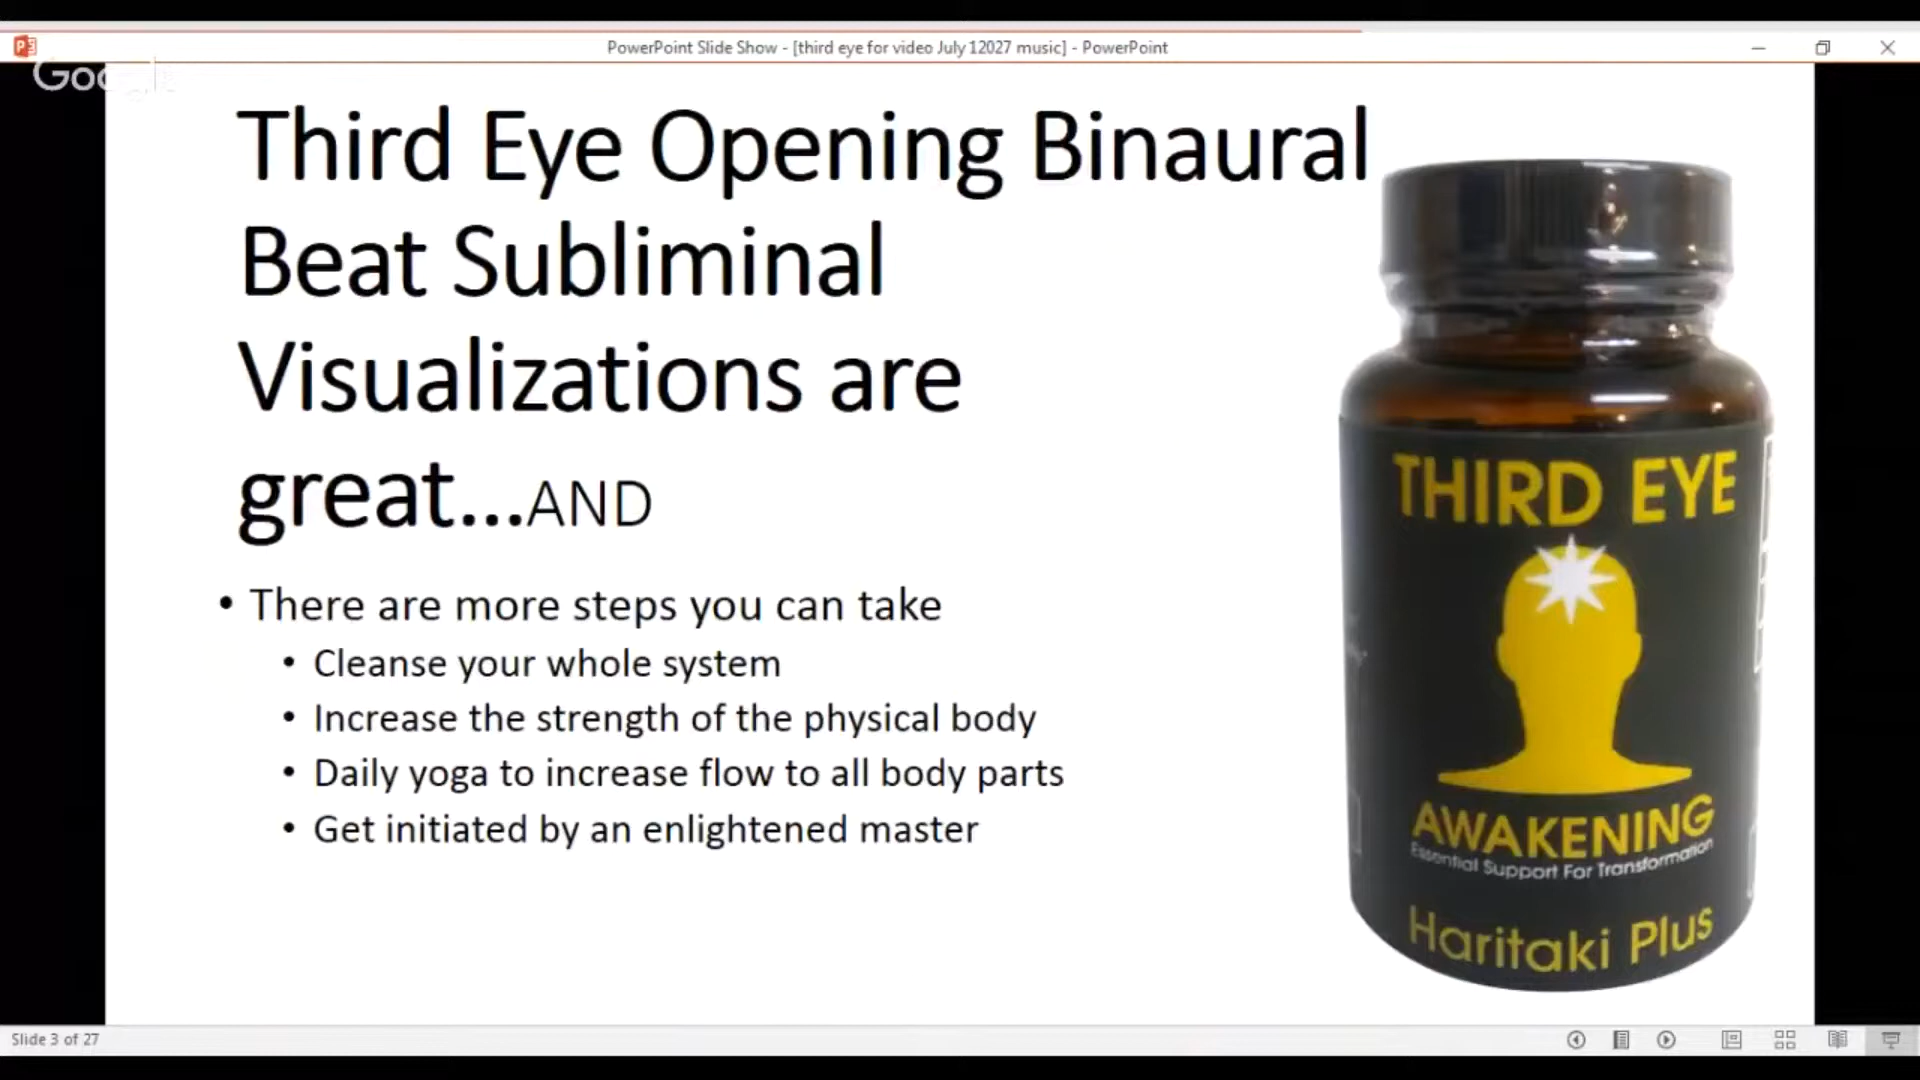 PowerPoint Slide Show - [third eye for video July 12027 music] - PowerPoint
Google
Third Eye Opening Binaural
Beat Subliminal
Visualizations are
great...AND
• There are more steps you can take
• Cleanse your whole system
• Increase the strength of the physical body
• Daily yoga to increase flow to all body parts
• Get initiated by an enlightened master
THIRD EYE
AWAKENING
Essential Support For Transformation
Haritaki Plus
Slide 3 of 27